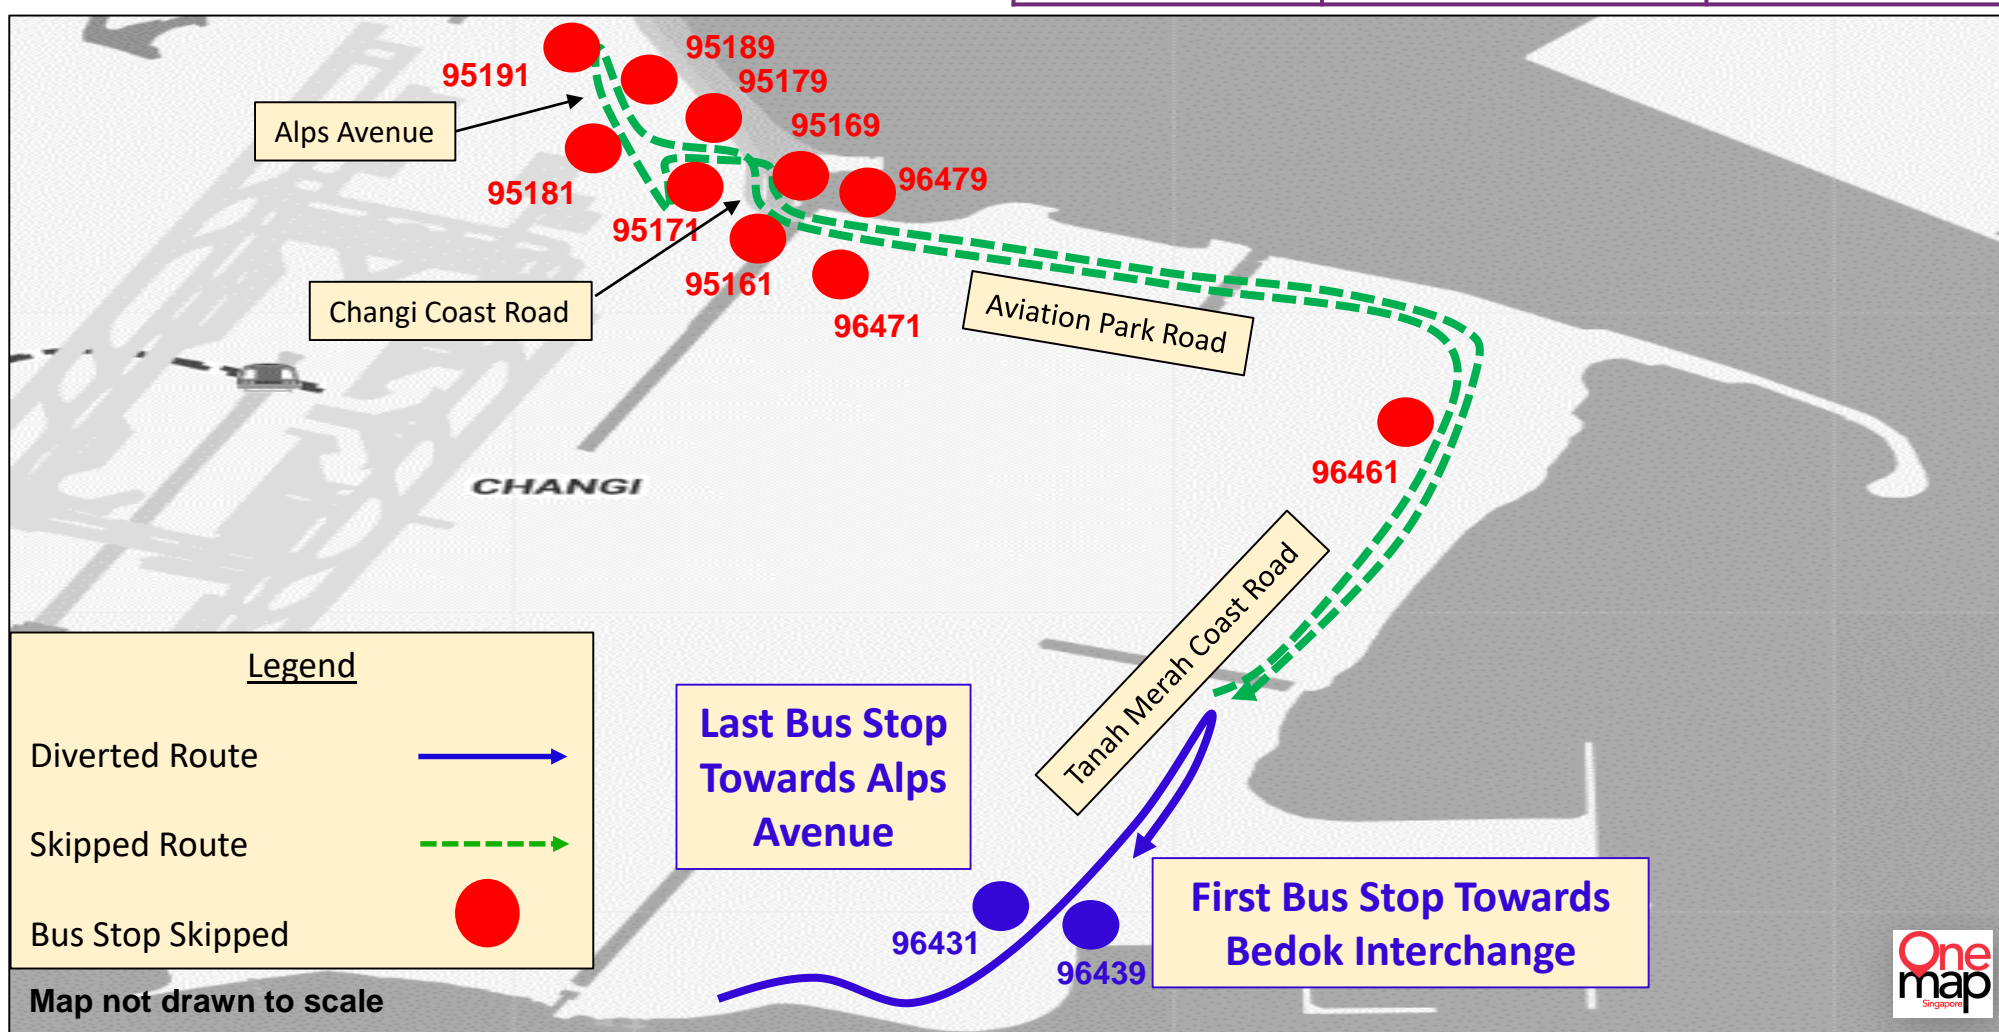 95191
95189
95179
Alps Avenue
95169
95181
96479
95171
95161
Changi Coast Road
96471
Aviation Park Road
96461
CHANGI
Tanah Merah Coast Road
Legend
Diverted Route
Skipped Route
Bus Stop Skipped
Map not drawn to scale
Last Bus Stop
Towards Alps
Avenue
First Bus Stop Towards
Bedok Interchange
96431
96439
One
map
Singapore